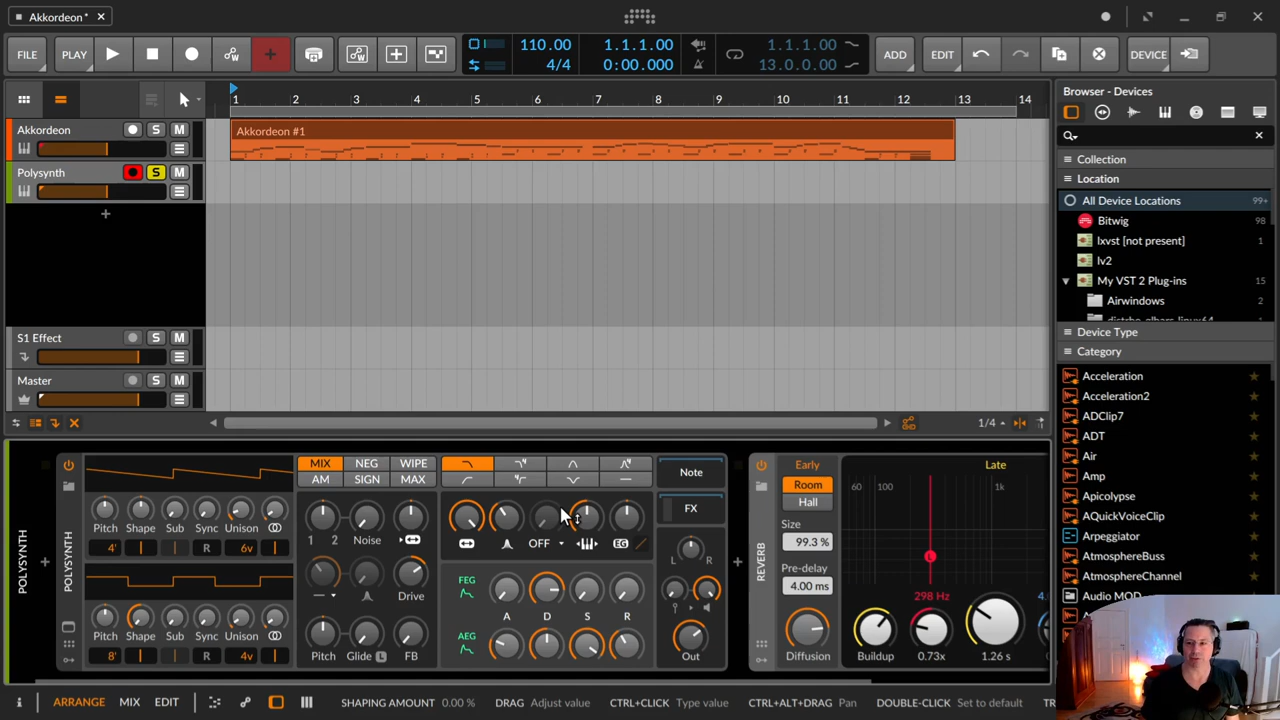 Akkordeon*
FILE
PLAY
110.00
4/4
1.1.1.00
0:00.000
1.1.1.00
13.0.0.00
ADD
EDIT
DEVICE
Browser - Devices
1 2 3 4 5 6 7 8 9 10 11 12 13 14
Akkordeon
S M
Akkordeon #1
Polysynth
S M
S1 Effect
S M
Master
S M
1/4
Collection
Location
All Device Locations 99+
Bitwig 98
lxvst [not present] 1
lv2
My VST 2 Plug-ins 15
Airwindows 2
Device Type
Category
Acceleration
Acceleration2
ADClip7
ADT
Air
Amp
Apicolypse
AQuickVoiceClip
Arpeggiator
AtmosphereBuss
AtmosphereChannel
Audio MOD
POLYSYNTH
POLYSYNTH
Pitch Shape Sub Sync Unison
4' R 6v
Pitch Shape Sub Sync Unison
8' R 4v
MIX NEG WIPE
AM SIGN MAX
1 2 Noise
Drive
Pitch Glide L FB
OFF
EG
FEG
A D S R
AEG
Note
FX
L R
Out
REVERB
Early
Room
Hall
Size
99.3 %
Pre-delay
4.00 ms
Diffusion
Late
60 100 1k
L
298 Hz
Buildup 0.73x 1.26 s
ARRANGE MIX EDIT
SHAPING AMOUNT 0.00 % DRAG Adjust value CTRL+CLICK Type value CTRL+ALT+DRAG Pan DOUBLE-CLICK Set to default